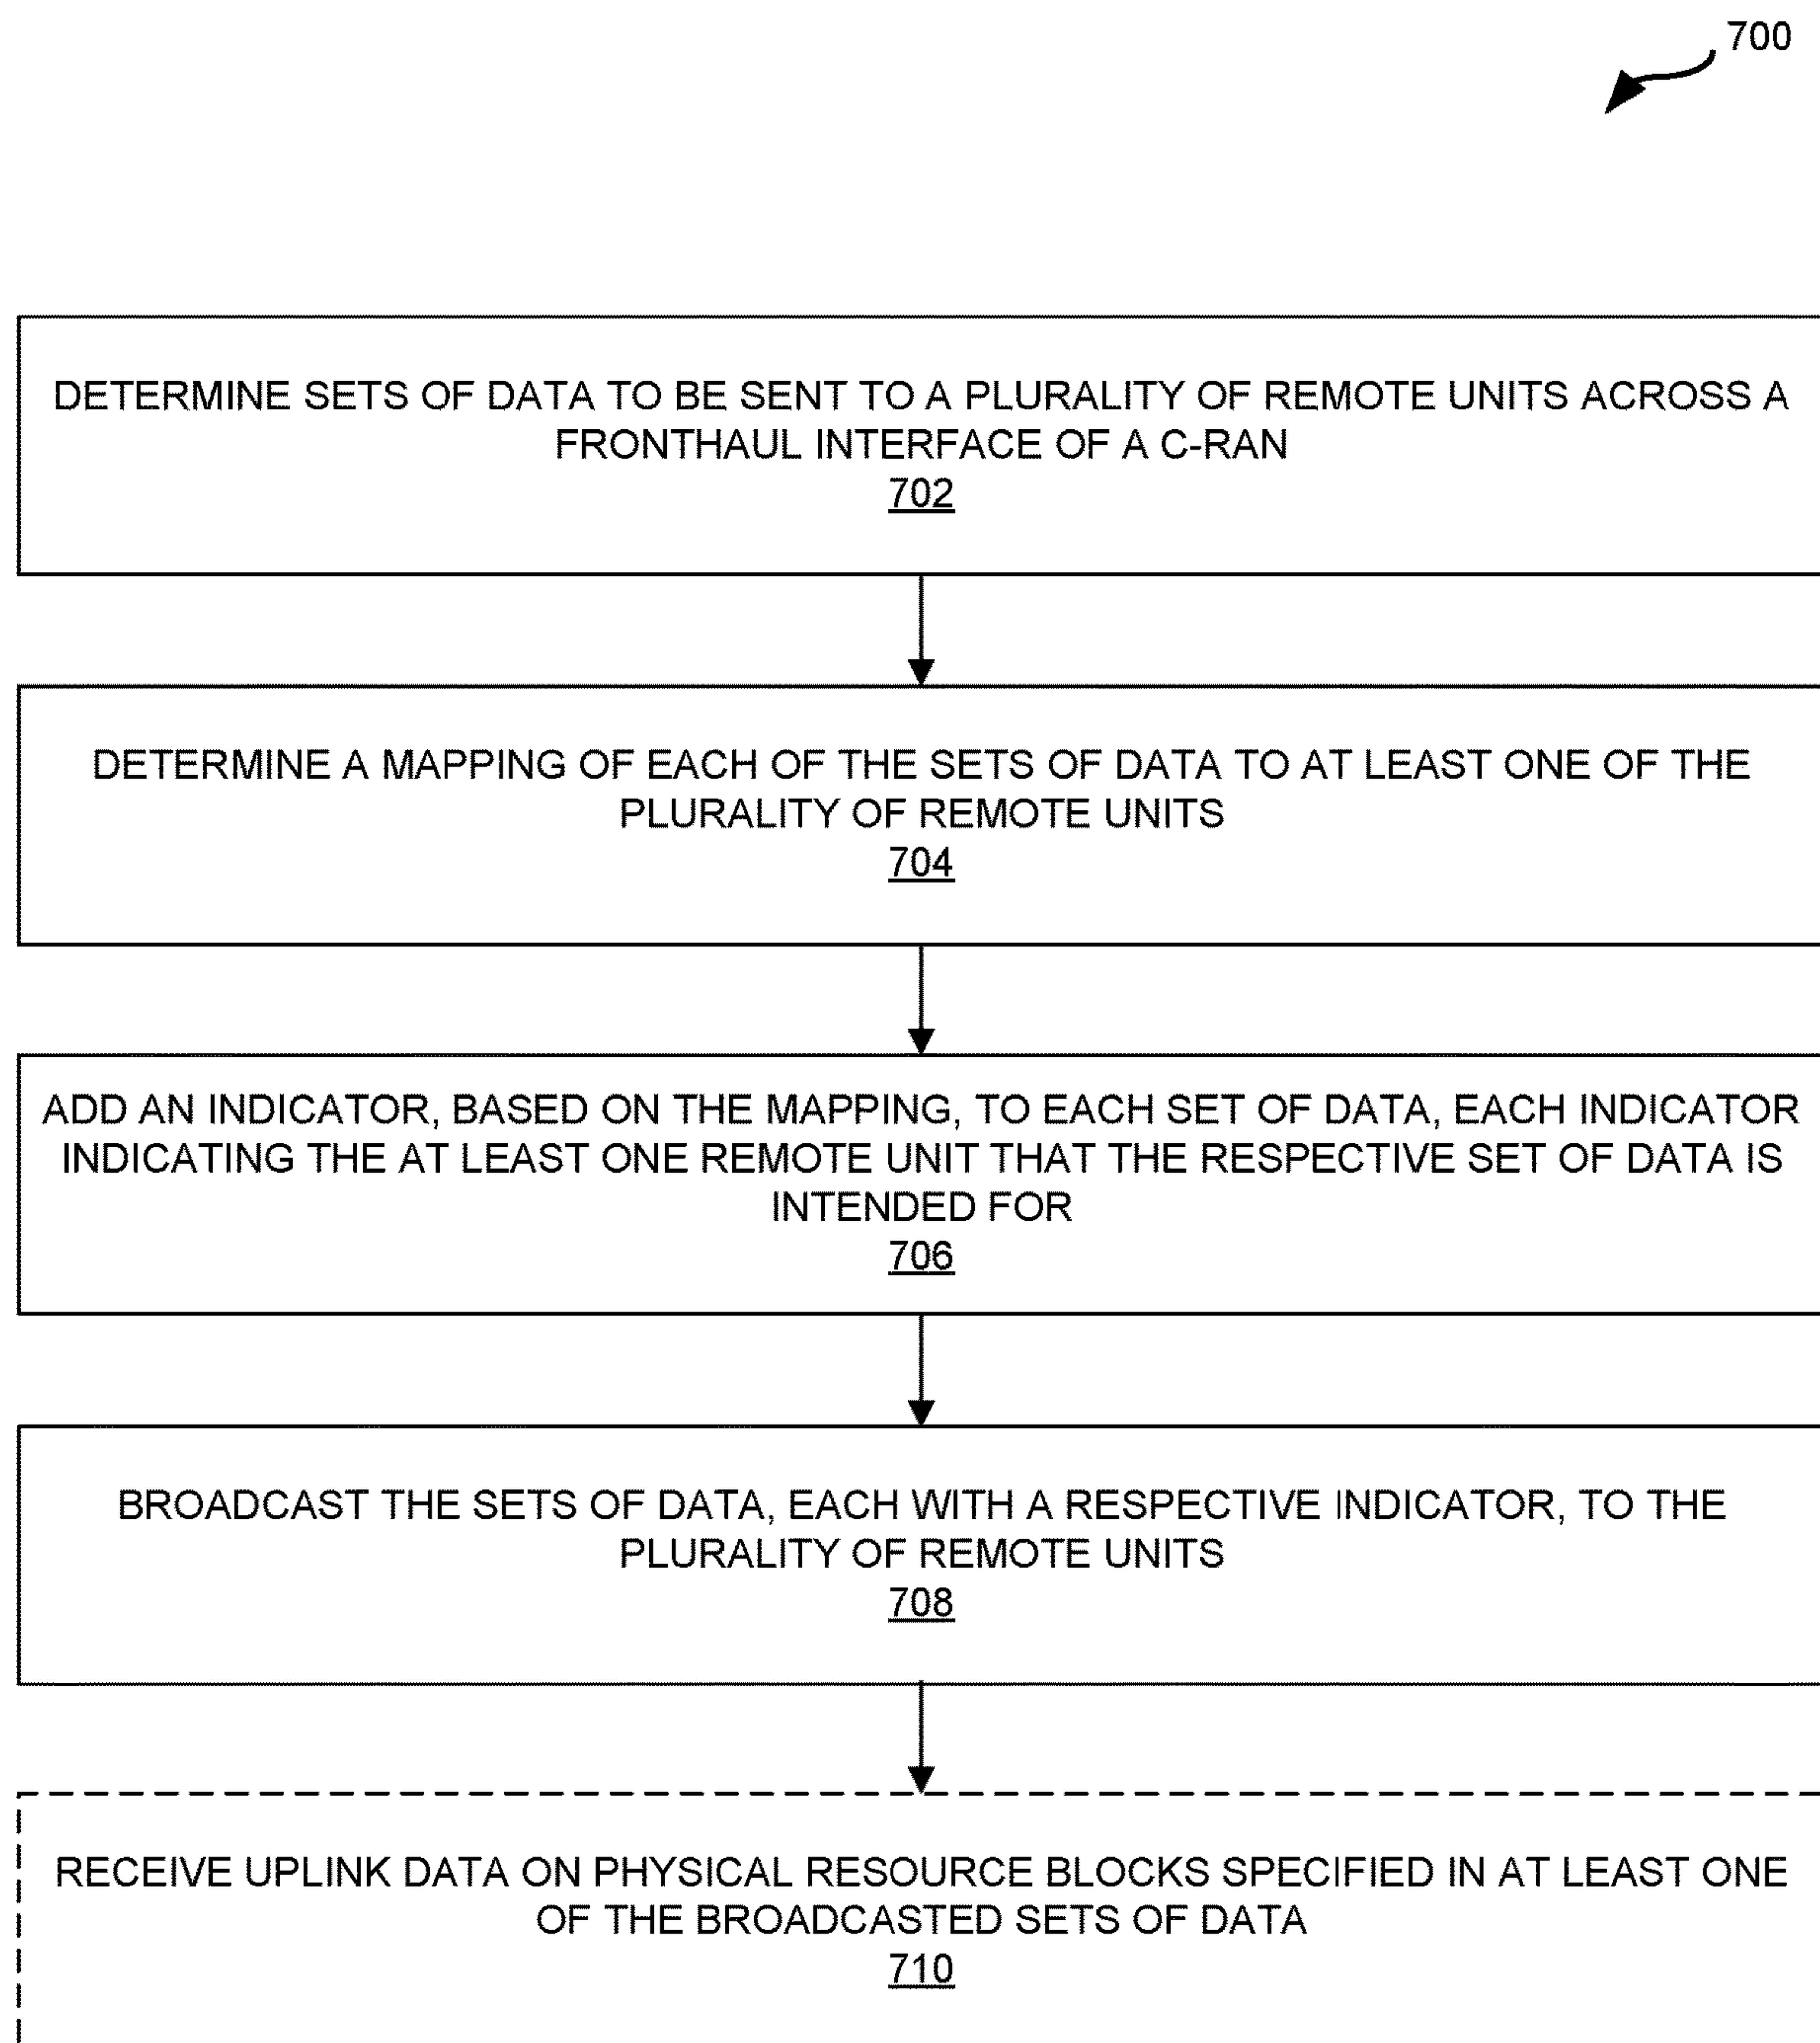 700
DETERMINE SETS OF DATA TO BE SENT TO A PLURALITY OF REMOTE UNITS ACROSS A
FRONTHAUL INTERFACE OF A C-RAN
702
DETERMINE A MAPPING OF EACH OF THE SETS OF DATA TO AT LEAST ONE OF THE
PLURALITY OF REMOTE UNITS
704
ADD AN INDICATOR, BASED ON THE MAPPING, TO EACH SET OF DATA, EACH INDICATOR
INDICATING THE AT LEAST ONE REMOTE UNIT THAT THE RESPECTIVE SET OF DATA IS
INTENDED FOR
706
BROADCAST THE SETS OF DATA, EACH WITH A RESPECTIVE INDICATOR, TO THE
PLURALITY OF REMOTE UNITS
708
RECEIVE UPLINK DATA ON PHYSICAL RESOURCE BLOCKS SPECIFIED IN AT LEAST ONE
OF THE BROADCASTED SETS OF DATA
710